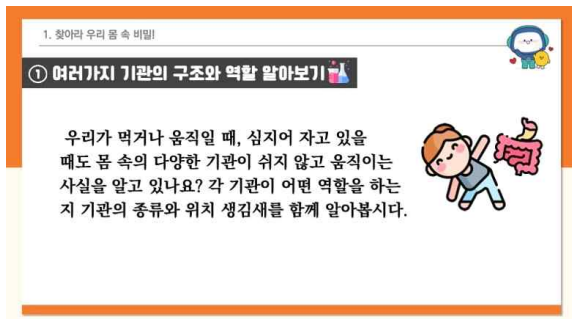 1. 찾아라 우리 몸 속 비밀!
① 여러가지 기관의 구조와 역할 알아보기
우리가 먹거나 움직일 때, 심지어 자고 있을
때도 몸 속의 다양한 기관이 쉬지 않고 움직이는
사실을 알고 있나요? 각 기관이 어떤 역할을 하는
지 기관의 종류와 위치 생김새를 함께 알아봅시다.